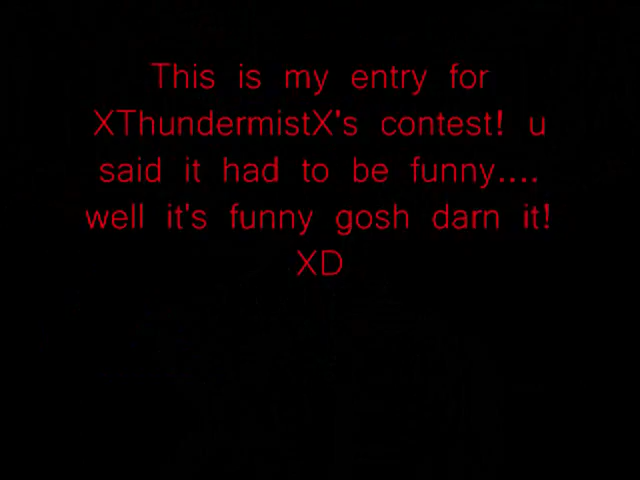 This is my entry for
XThundermistX's contest! u
said it had to be funny....
well it's funny gosh darn it!
XD